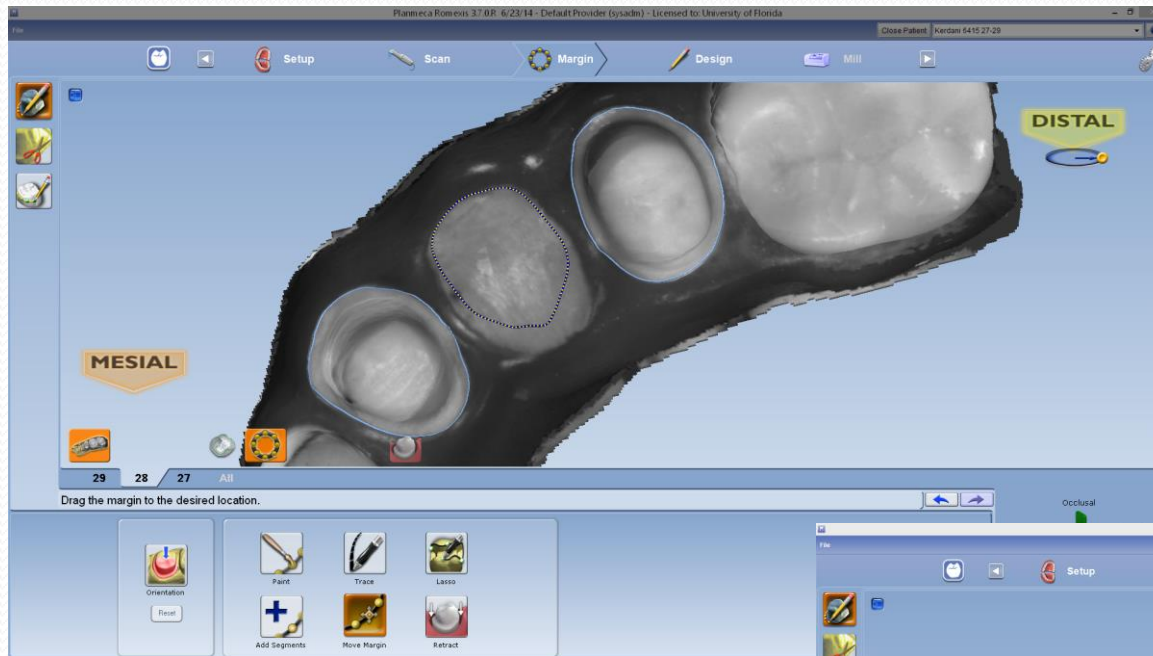 Planmeca Romexis 3.7.0.R 6/23/14 - Default Provider (sysadm) - Licensed to: University of Florida
File
Close Patient Kerdani 5415 27-29
Setup Scan Margin Design Mill
DISTAL
MESIAL
29 28 27 All
Drag the margin to the desired location.
Occlusal
Orientation
Reset
Paint Trace Lasso
Add Segments Move Margin Retract
File
Setup